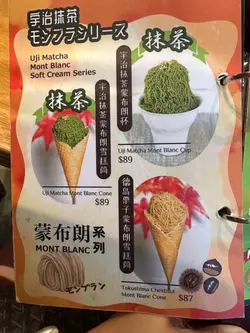 宇治抹茶
モンブランシリーズ
Uji Matcha
Mont Blanc
Soft Cream Series
抹茶
宇治抹茶蒙布朗杯
Uji Matcha Mont Blanc Cup
$89
抹茶
宇治抹茶蒙布朗雪糕筒
Uji Matcha Mont Blanc Cone
$89
德島栗子蒙布朗雪糕筒
Tokushima Chestnut
Mont Blanc Cone
$87
蒙布朗系列
MONT BLANC
モンブラン